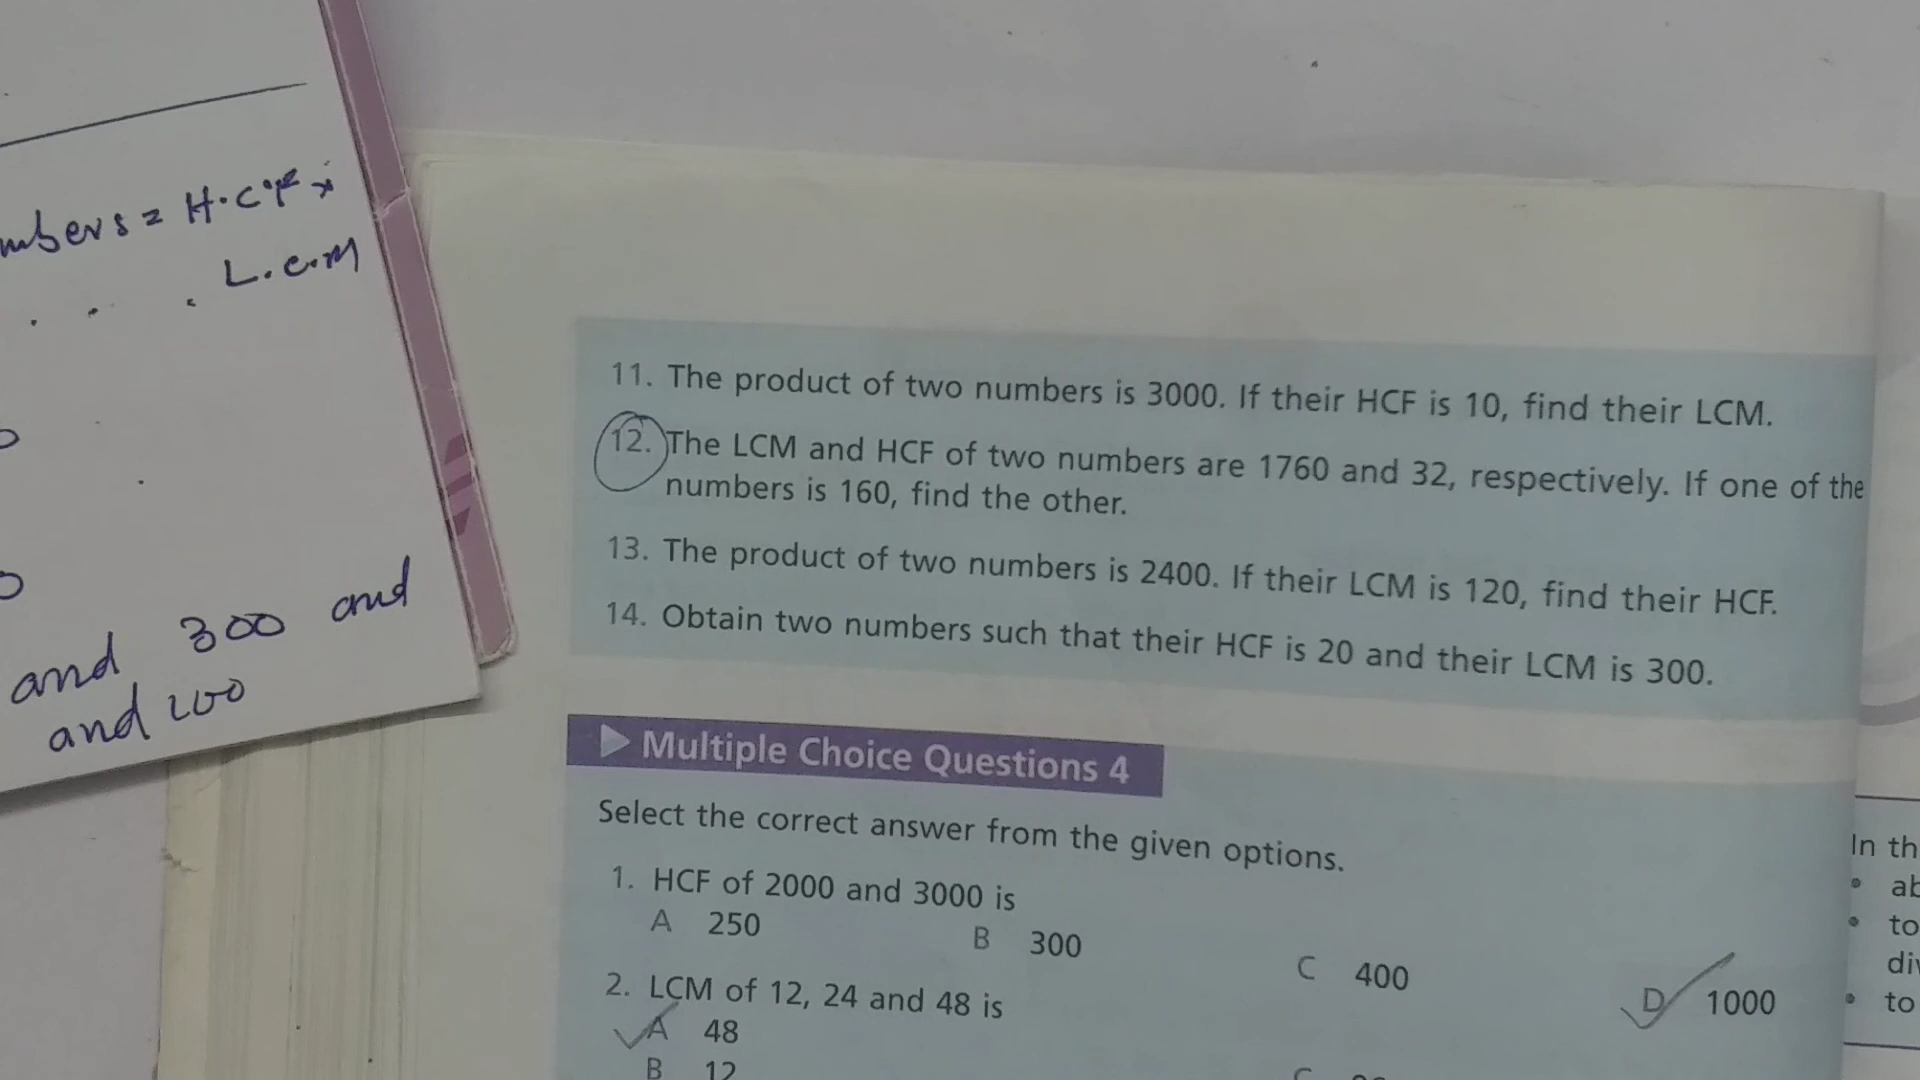 mbers = H.C.F x
L.C.M
and 300 and
and 200
11. The product of two numbers is 3000. If their HCF is 10, find their LCM.
12. The LCM and HCF of two numbers are 1760 and 32, respectively. If one of the
numbers is 160, find the other.
13. The product of two numbers is 2400. If their LCM is 120, find their HCF.
14. Obtain two numbers such that their HCF is 20 and their LCM is 300.
Multiple Choice Questions 4
Select the correct answer from the given options.
1. HCF of 2000 and 3000 is
A 250 B 300 C 400 D 1000
2. LCM of 12, 24 and 48 is
A 48
B 12 C
In th
• ab
• to
div
• to